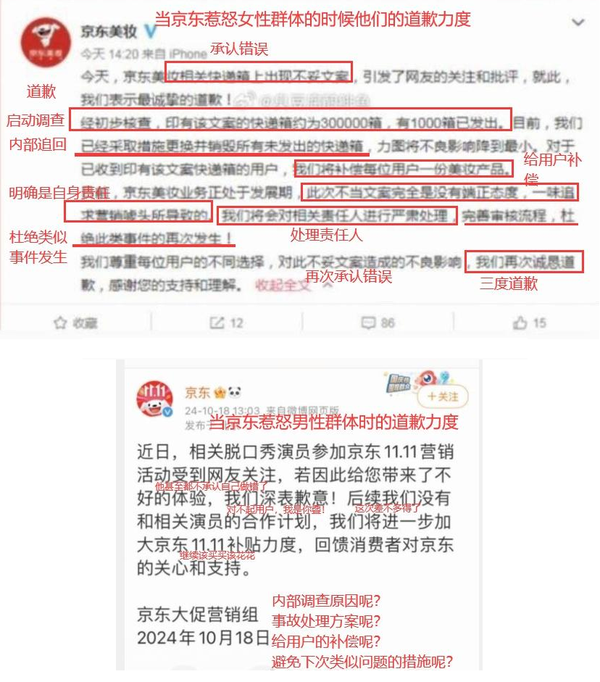 当京东惹怒女性群体的时候他们的道歉力度
京东美妆
今天 14:20 来自 iPhone
承认错误
今天，京东美妆相关快递箱上出现不妥文案，引发了网友的关注和批评，就此，
道歉
我们表示最诚挚的道歉！
启动调查
经初步核查，印有该文案的快递箱约为300000箱，有1000箱已发出。目前，我们
内部追回
已经采取措施更换并销毁所有未发出的快递箱，力图将不良影响降到最小。对于
给用户补偿
已收到印有该文案快递箱的用户，我们将补偿每位用户一份美妆产品。
明确是自身责任
任，京东美妆业务正处于发展期，此次不当文案完全是没有端正态度，一味追
求营销噱头所导致的。我们将会对相关责任人进行严肃处理，完善审核流程，杜
杜绝类似
事件发生
绝此类事件的再次发生！
处理责任人
我们尊重每位用户的不同选择，对此不妥文案造成的不良影响，我们再次诚恳道
再次承认错误
歉，感谢您的支持和理解。 收起全文
三度道歉
收藏
12
86
15
京东
24-10-18 13:03 来自微博网页版
发布于
+关注
当京东惹怒男性群体时的道歉力度
近日，相关脱口秀演员参加京东11.11营销
活动受到网友关注，若因此给您带来了不
他甚至都不承认自己做错了
好的体验，我们深表歉意！后续我们没有
对不起用户，我是你爹！
这次差不多得了
和相关演员的合作计划，我们将进一步加
大京东11.11补贴力度，回馈消费者对京东
继续该买买该花花
的关心和支持。
京东大促营销组
2024年10月18日
内部调查原因呢?
事故处理方案呢?
给用户的补偿呢?
避免下次类似问题的措施呢?